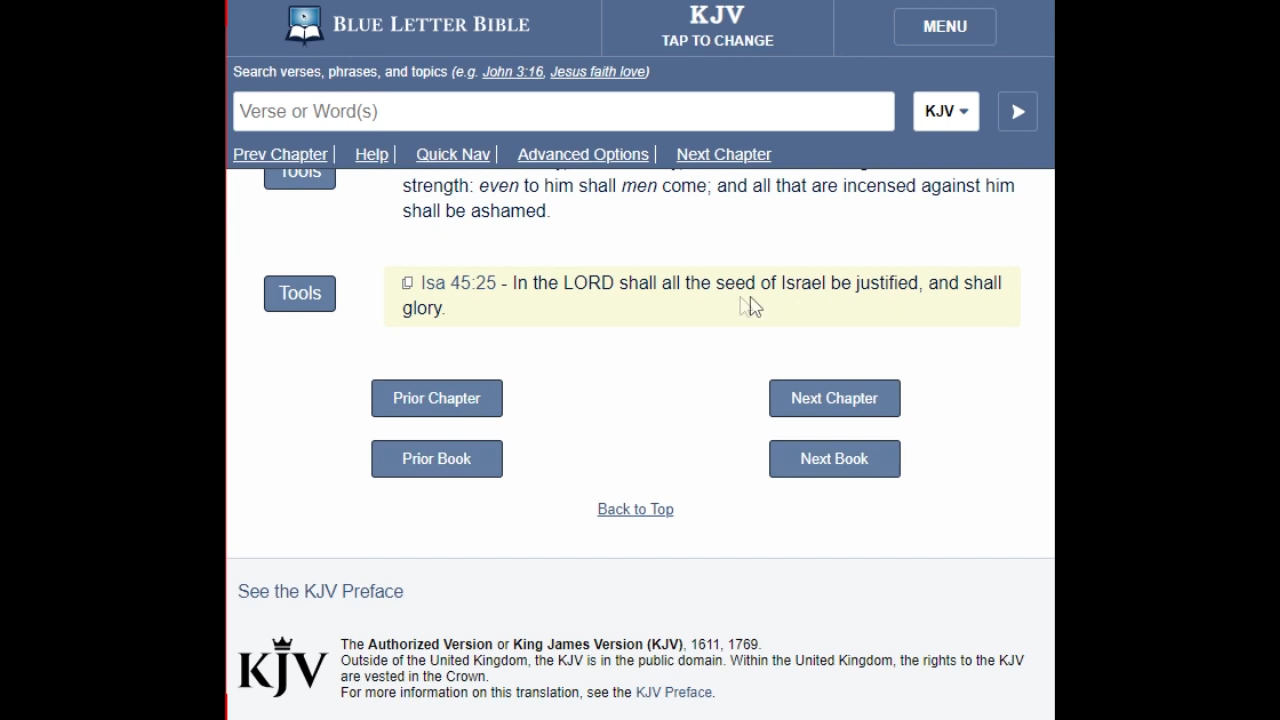 BLUE LETTER BIBLE
KJV
TAP TO CHANGE
MENU
Search verses, phrases, and topics (e.g. John 3:16, Jesus faith love)
Verse or Word(s)
KJV
Prev Chapter| Help| Quick Nav| Advanced Options| Next Chapter
Tools
strength: even to him shall men come; and all that are incensed against him
shall be ashamed.
Tools
Isa 45:25 - In the LORD shall all the seed of Israel be justified, and shall
glory.
Prior Chapter
Next Chapter
Prior Book
Next Book
Back to Top
See the KJV Preface
KJV
The Authorized Version or King James Version (KJV), 1611, 1769.
Outside of the United Kingdom, the KJV is in the public domain. Within the United Kingdom, the rights to the KJV
are vested in the Crown.
For more information on this translation, see the KJV Preface.